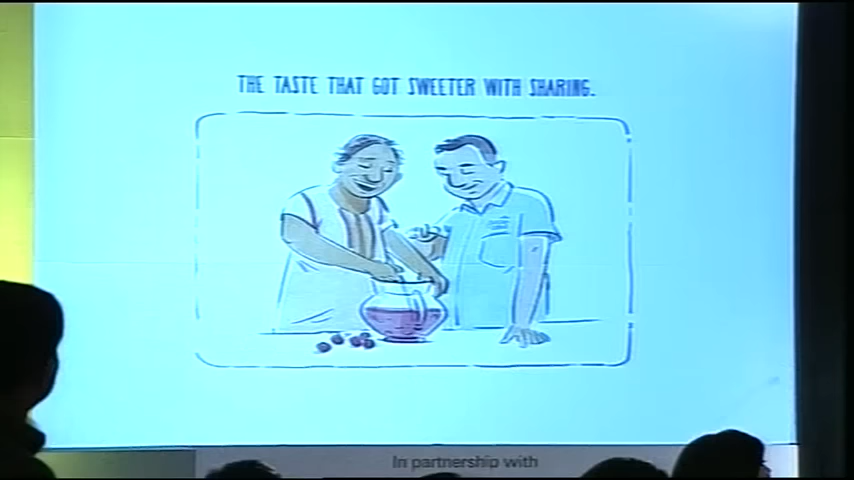 THE TASTE THAT GOT SWEETER WITH SHARING.
In partnership with